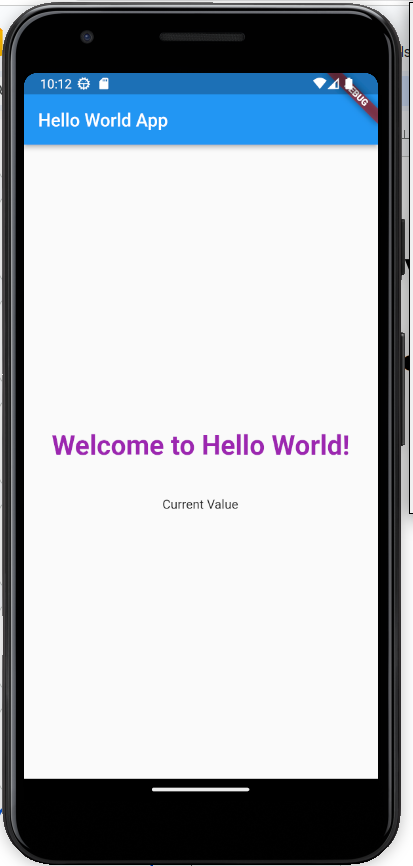 10:12
DEBUG
Hello World App
Welcome to Hello World!
Current Value